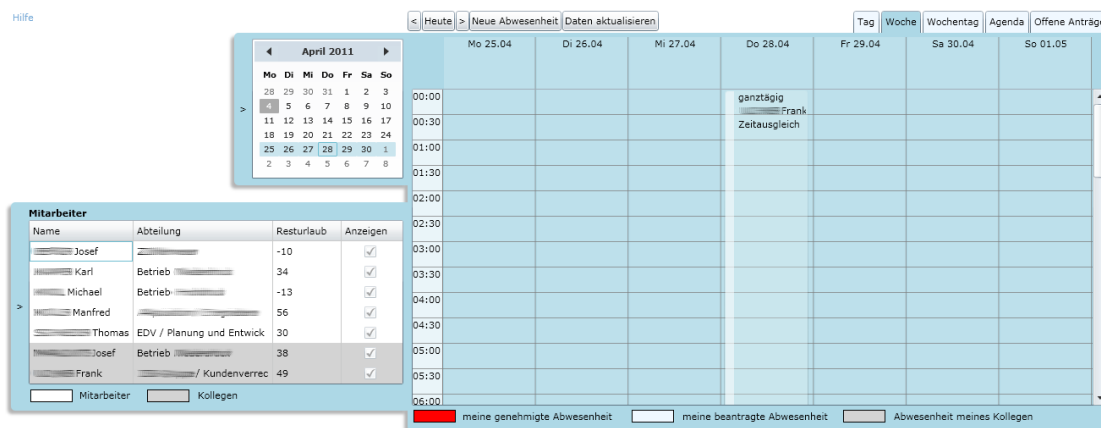 Hilfe
< Heute > Neue Abwesenheit Daten aktualisieren
Tag Woche Wochentag Agenda Offene Anträge
April 2011
Mo Di Mi Do Fr Sa So
28 29 30 31 1 2 3
4 5 6 7 8 9 10
11 12 13 14 15 16 17
18 19 20 21 22 23 24
25 26 27 28 29 30 1
2 3 4 5 6 7 8
>
Mo 25.04 Di 26.04 Mi 27.04 Do 28.04 Fr 29.04 Sa 30.04 So 01.05
00:00 ganztägig
Frank
00:30 Zeitausgleich
01:00
01:30
02:00
02:30
03:00
03:30
04:00
04:30
05:00
05:30
06:00
Mitarbeiter
Name Abteilung Resturlaub Anzeigen
Josef -10
Karl Betrieb 34
Michael Betrieb -13
Manfred 56
>
Thomas EDV / Planung und Entwick 30
Josef Betrieb 38
Frank / Kundenverrec 49
Mitarbeiter Kollegen
meine genehmigte Abwesenheit meine beantragte Abwesenheit Abwesenheit meines Kollegen